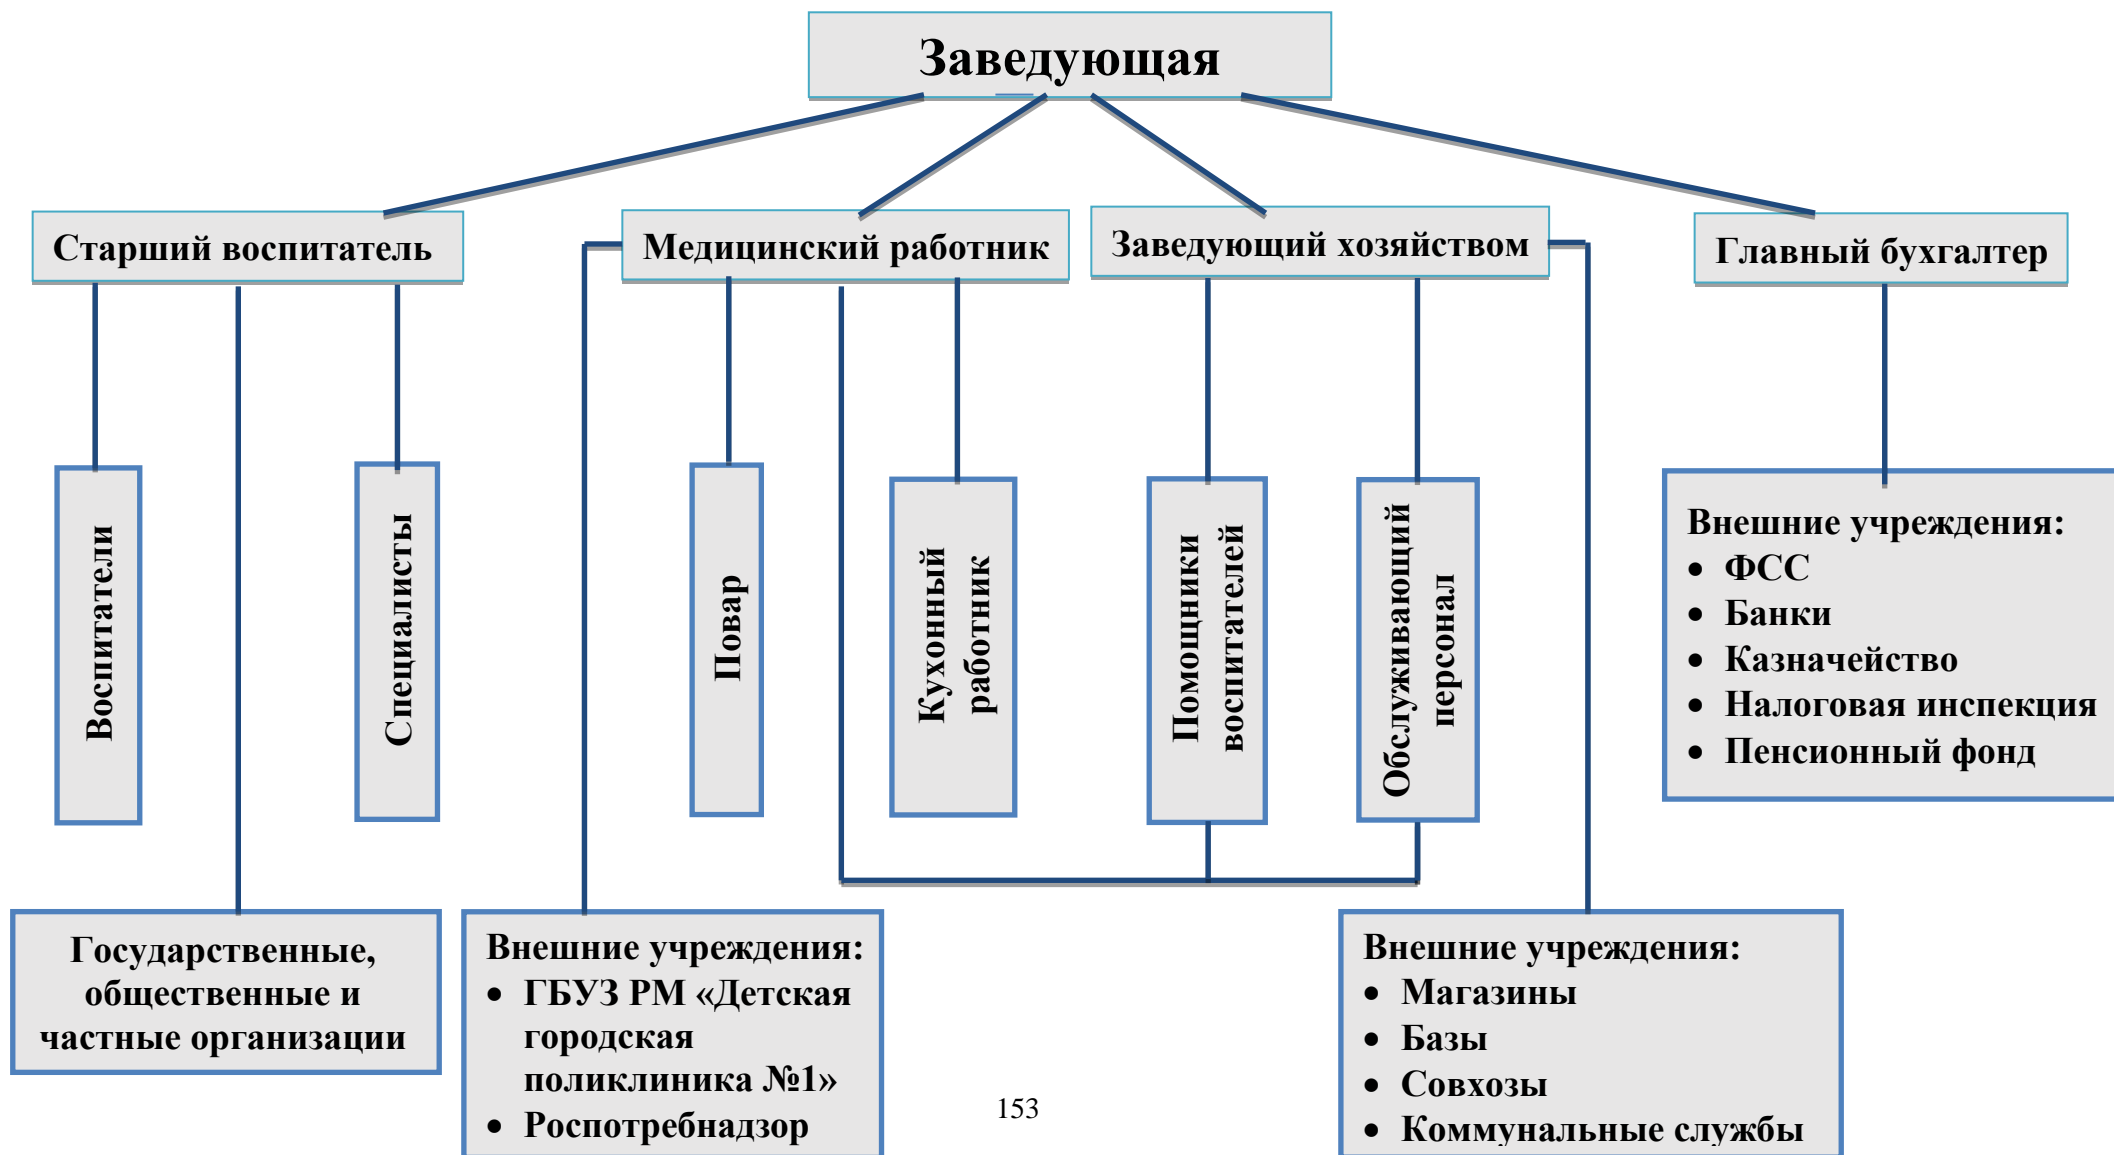 Заведующая
Старший воспитатель
Медицинский работник
Заведующий хозяйством
Главный бухгалтер
Воспитатели
Специалисты
Повар
Кухонный
работник
Помощники
воспитателей
Обслуживающий
персонал
Внешние учреждения:
• ФСС
• Банки
• Казначейство
• Налоговая инспекция
• Пенсионный фонд
Государственные,
общественные и
частные организации
Внешние учреждения:
• ГБУЗ РМ «Детская
городская
поликлиника №1»
• Роспотребнадзор
Внешние учреждения:
• Магазины
• Базы
• Совхозы
• Коммунальные службы
153